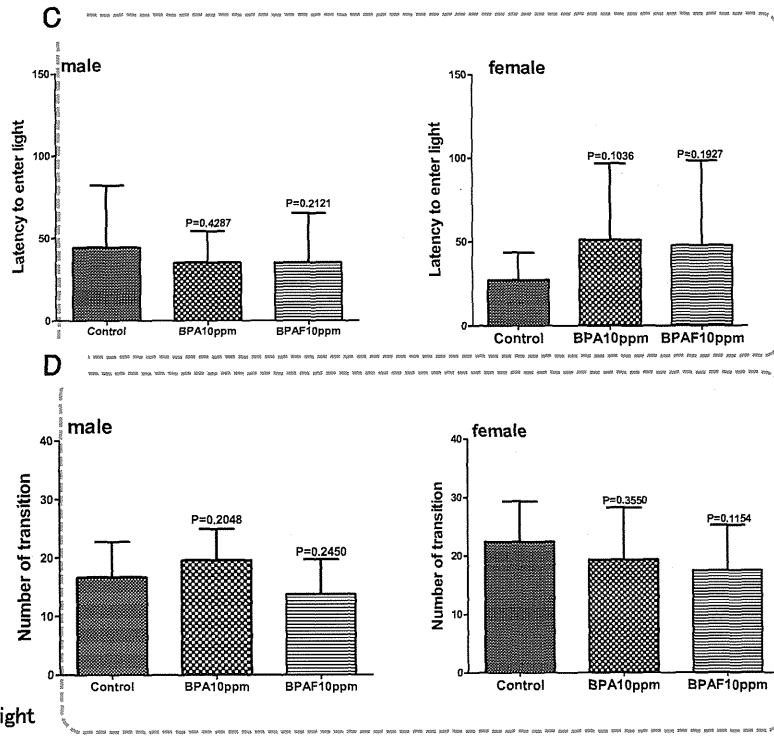 C
male
Latency to enter light
150
100
50
0
P=0.4287
P=0.2121
Control
BPA10ppm
BPAF10ppm
female
Latency to enter light
150
100
50
0
P=0.1036
P=0.1927
Control
BPA10ppm
BPAF10ppm
D
male
Number of transition
40
30
20
10
0
P=0.2048
P=0.2450
Control
BPA10ppm
BPAF10ppm
female
Number of transition
40
30
20
10
0
P=0.3550
P=0.1154
Control
BPA10ppm
BPAF10ppm
ight